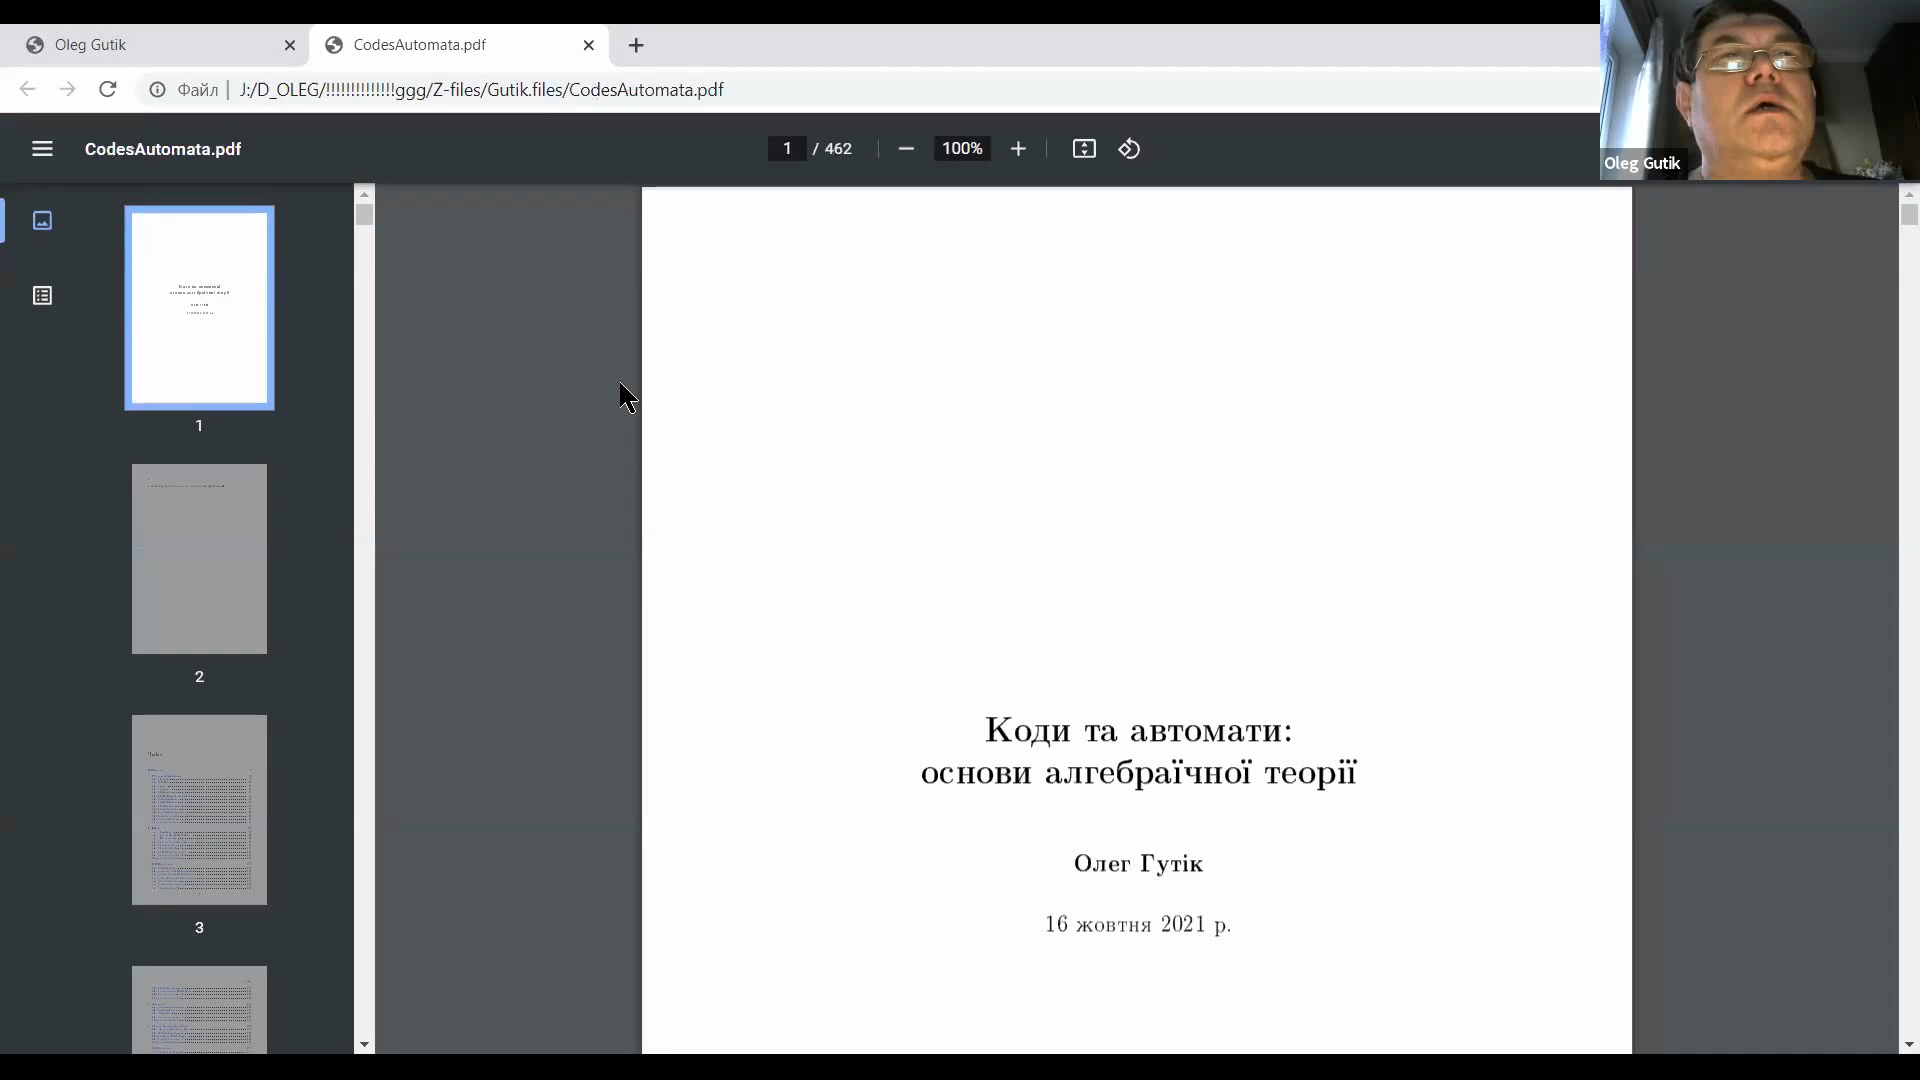 Oleg Gutik
CodesAutomata.pdf
Файл
J:/D_OLEG/!!!!!!!!!!!!!!ggg/Z-files/Gutik.files/CodesAutomata.pdf
CodesAutomata.pdf
1 / 462
100%
Oleg Gutik
1
2
3
Коди та автомати:
основи алгебраїчної теорії
Олег Гутік
16 жовтня 2021 р.